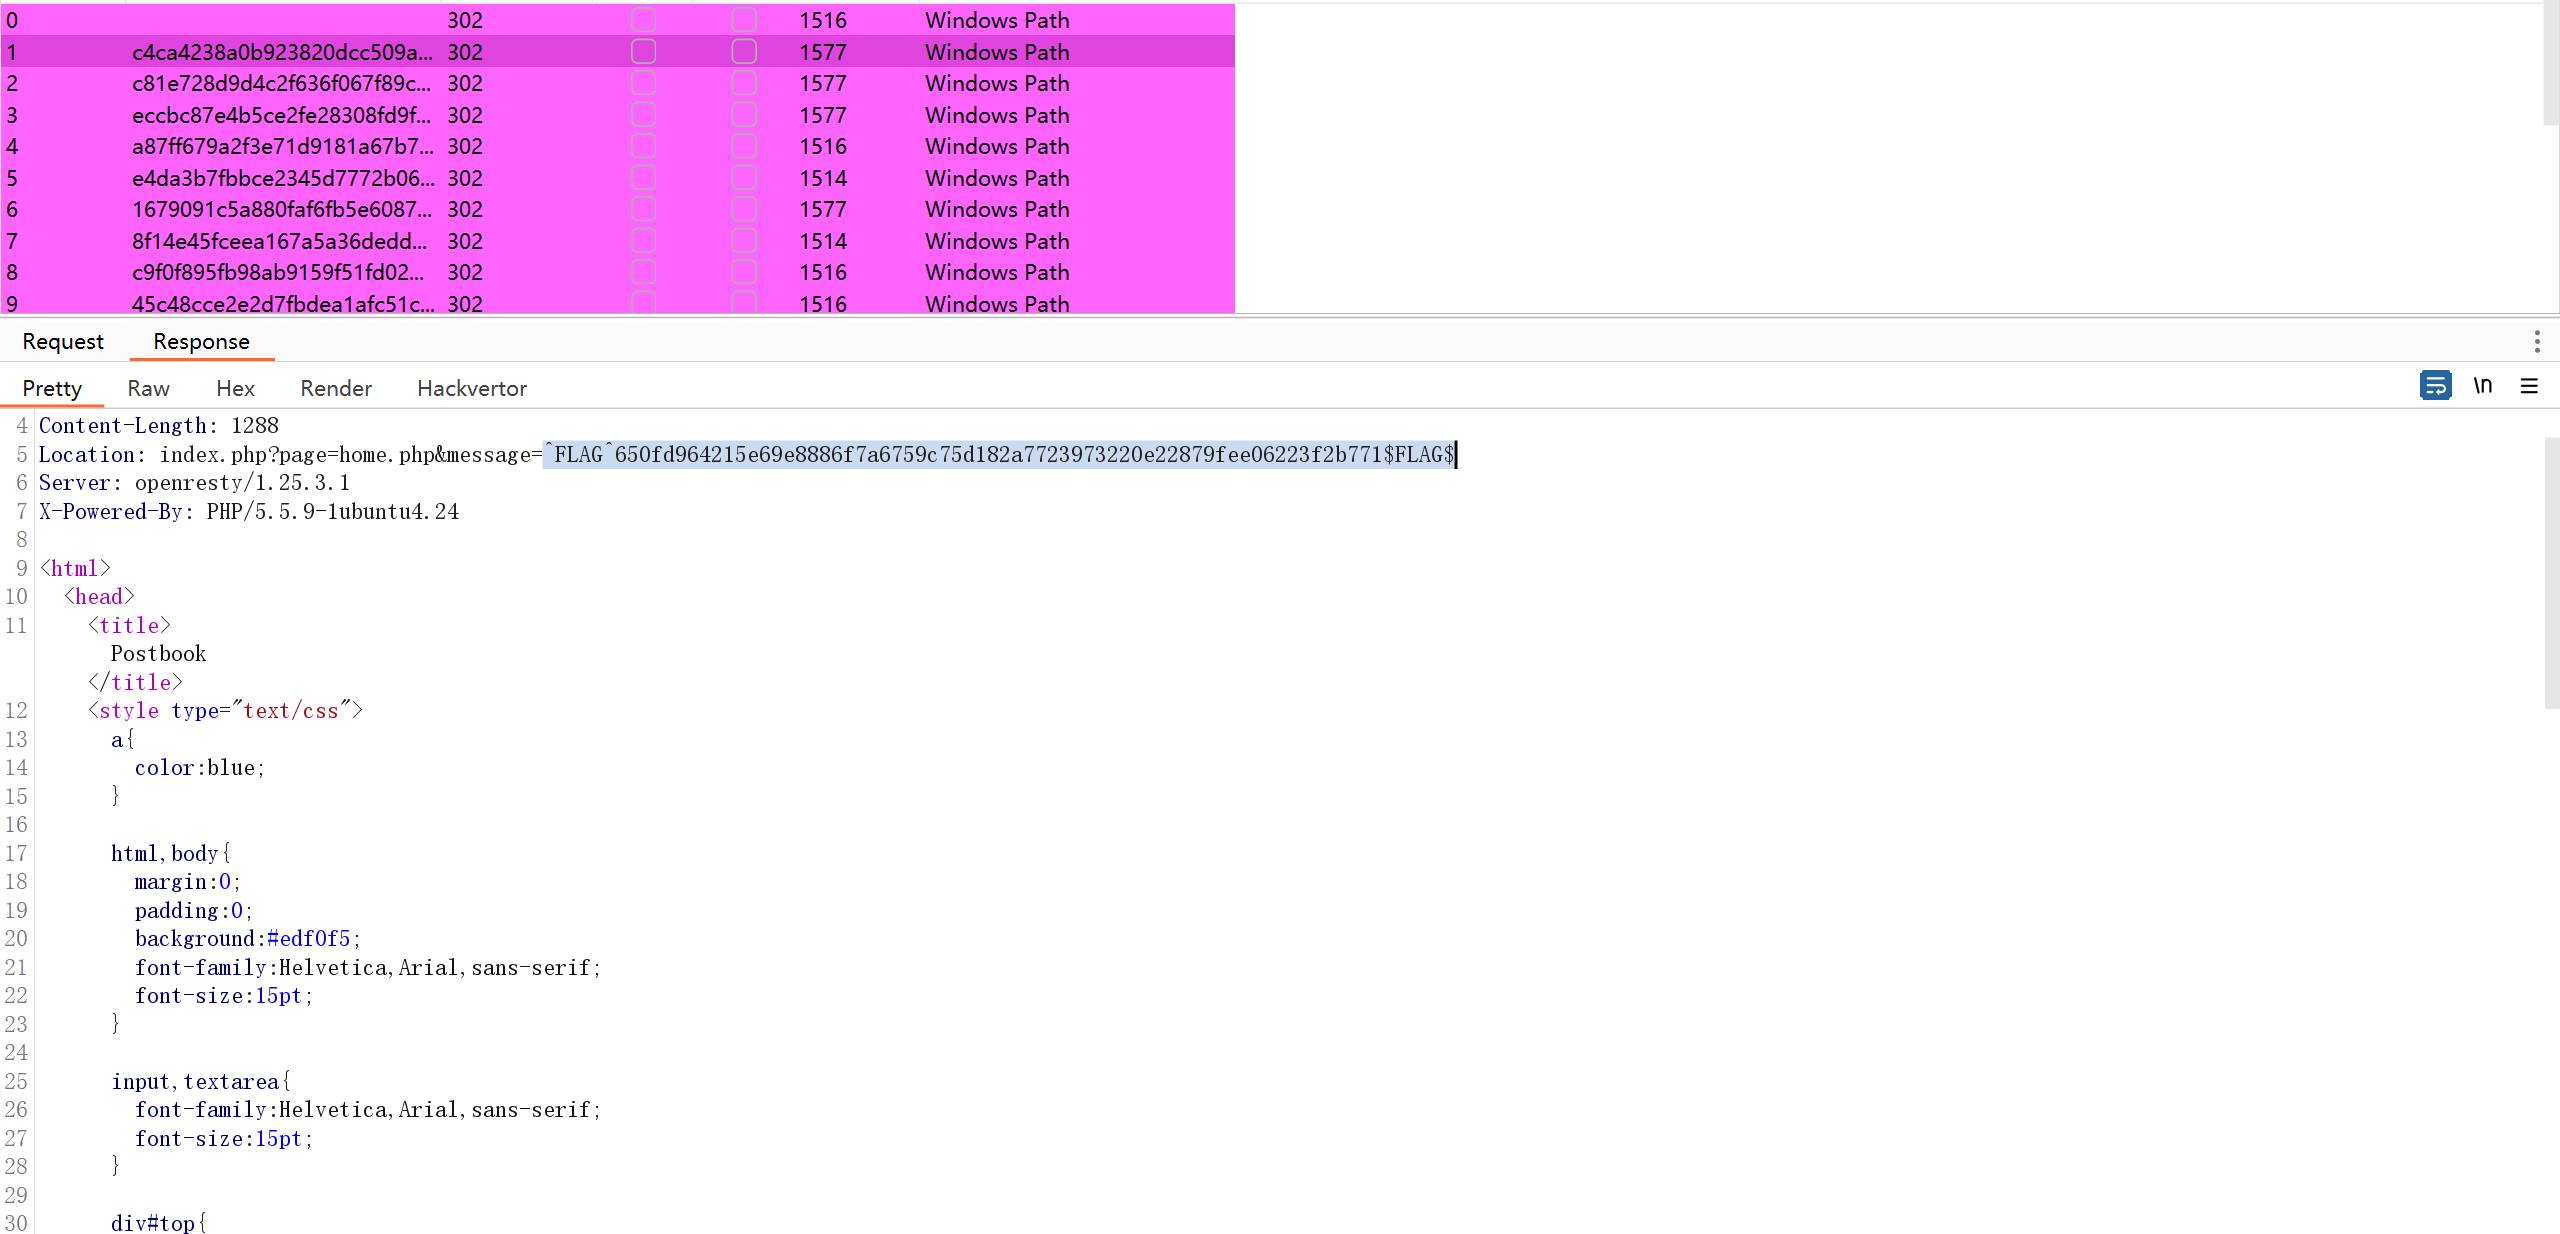 0 302 1516 Windows Path
1 c4ca4238a0b923820dcc509a... 302 1577 Windows Path
2 c81e728d9d4c2f636f067f89c... 302 1577 Windows Path
3 eccbc87e4b5ce2fe28308fd9f... 302 1577 Windows Path
4 a87ff679a2f3e71d9181a67b7... 302 1516 Windows Path
5 e4da3b7fbbce2345d7772b06... 302 1514 Windows Path
6 1679091c5a880faf6fb5e6087... 302 1577 Windows Path
7 8f14e45fceea167a5a36dedd... 302 1514 Windows Path
8 c9f0f895fb98ab9159f51fd02... 302 1516 Windows Path
9 45c48cce2e2d7fbdea1afc51c... 302 1516 Windows Path
Request Response
Pretty Raw Hex Render Hackvertor \n
4 Content-Length: 1288
5 Location: index.php?page=home.php&message=^FLAG^650fd964215e69e8886f7a6759c75d182a7723973220e22879fee06223f2b771$FLAG$
6 Server: openresty/1.25.3.1
7 X-Powered-By: PHP/5.5.9-1ubuntu4.24
8
9 <html>
10 <head>
11 <title>
Postbook
</title>
12 <style type="text/css">
13 a{
14 color:blue;
15 }
16
17 html,body{
18 margin:0;
19 padding:0;
20 background:#edf0f5;
21 font-family:Helvetica,Arial,sans-serif;
22 font-size:15pt;
23 }
24
25 input,textarea{
26 font-family:Helvetica,Arial,sans-serif;
27 font-size:15pt;
28 }
29
30 div#top{